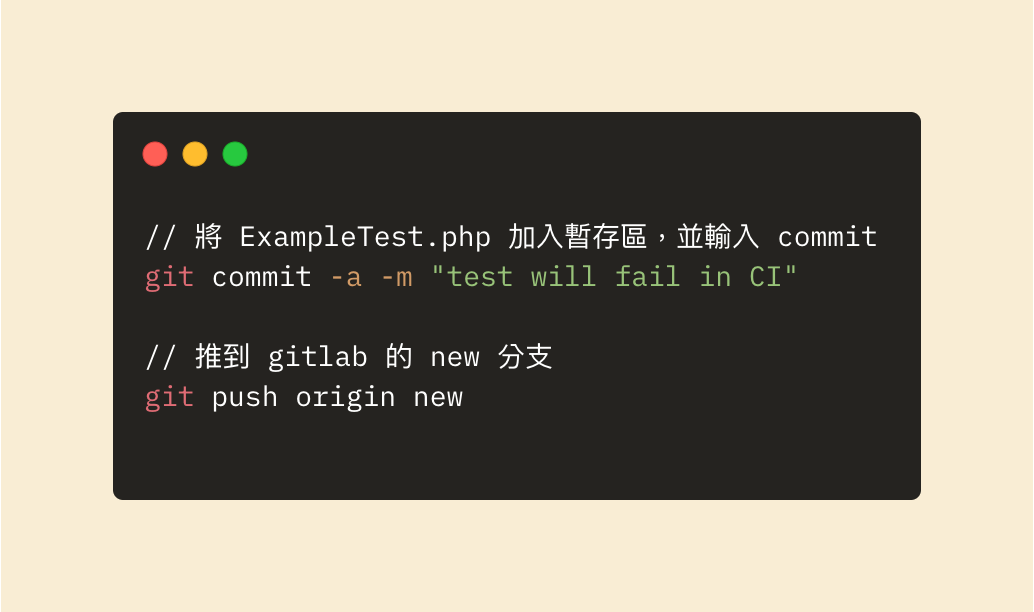 // 將 ExampleTest.php 加入暫存區，並輸入 commit
git commit -a -m "test will fail in CI"
// 推到 gitlab 的 new 分支
git push origin new